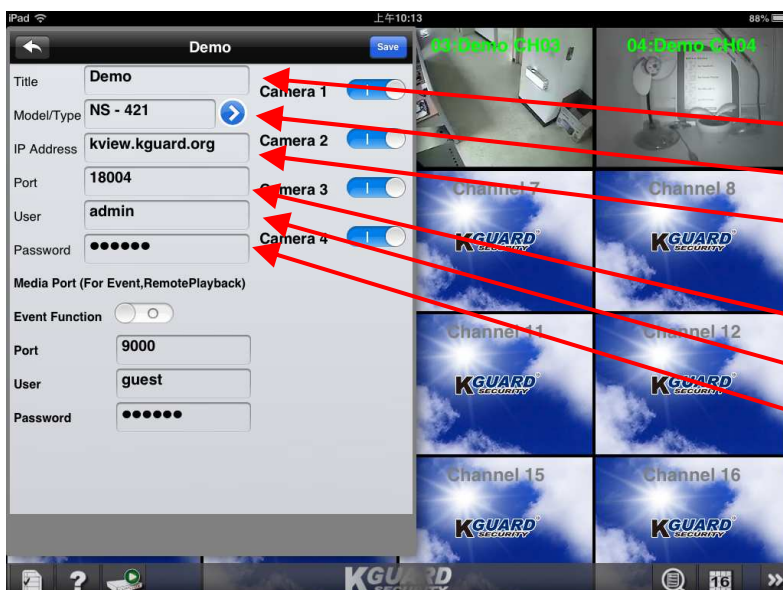 iPad 上午10:13 88%
Demo Save
Title Demo
Camera 1
Model/Type NS - 421
IP Address kview.kguard.org
Camera 2
Port 18004
Camera 3
User admin
Password ●●●●●●
Camera 4
Media Port (For Event,RemotePlayback)
Event Function
Port 9000
User guest
Password ●●●●●●
03:Demo CH03 04:Demo CH04
Channel 7 Channel 8
KGUARD SECURITY KGUARD SECURITY
Channel 11 Channel 12
KGUARD SECURITY KGUARD SECURITY
Channel 15 Channel 16
KGUARD SECURITY KGUARD SECURITY
? KGUARD SECURITY 16 »